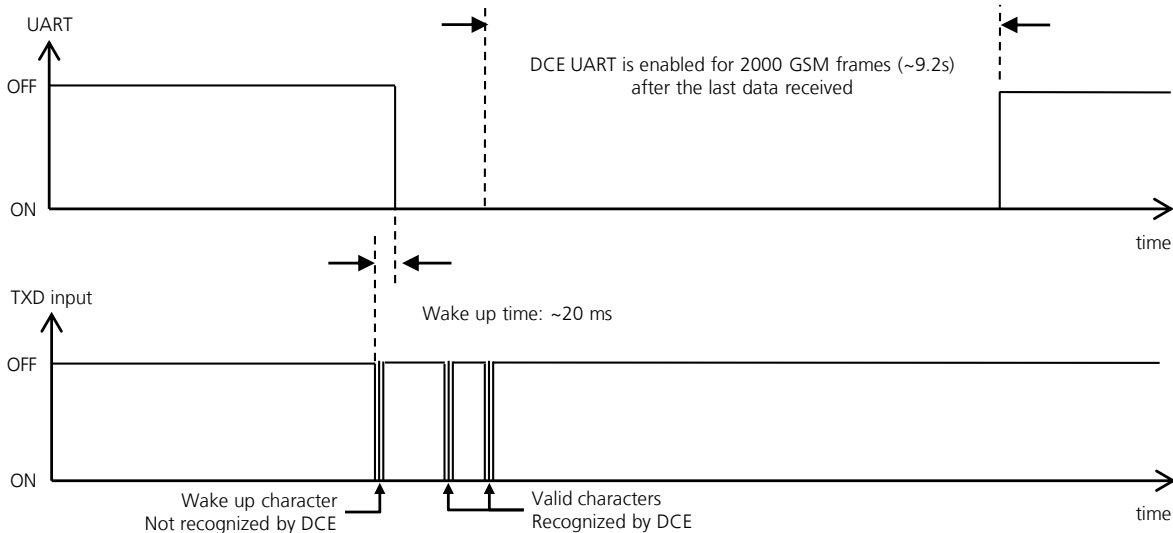 UART
DCE UART is enabled for 2000 GSM frames (~9.2s)
after the last data received
OFF
ON
time
TXD input
Wake up time: ~20 ms
OFF
ON
Wake up character
Not recognized by DCE
Valid characters
Recognized by DCE
time